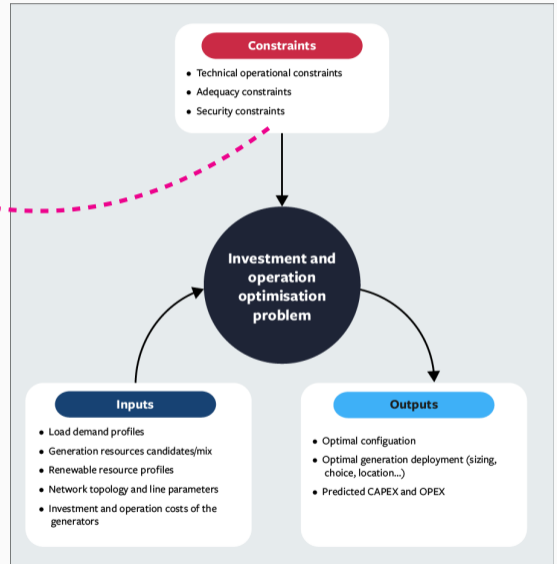 Constraints
• Technical operational constraints
• Adequacy constraints
• Security constraints
Investment and
operation
optimisation
problem
Inputs
• Load demand profiles
• Generation resources candidates/mix
• Renewable resource profiles
• Network topology and line parameters
• Investment and operation costs of the
generators
Outputs
• Optimal configuation
• Optimal generation deployment (sizing,
choice, location...)
• Predicted CAPEX and OPEX